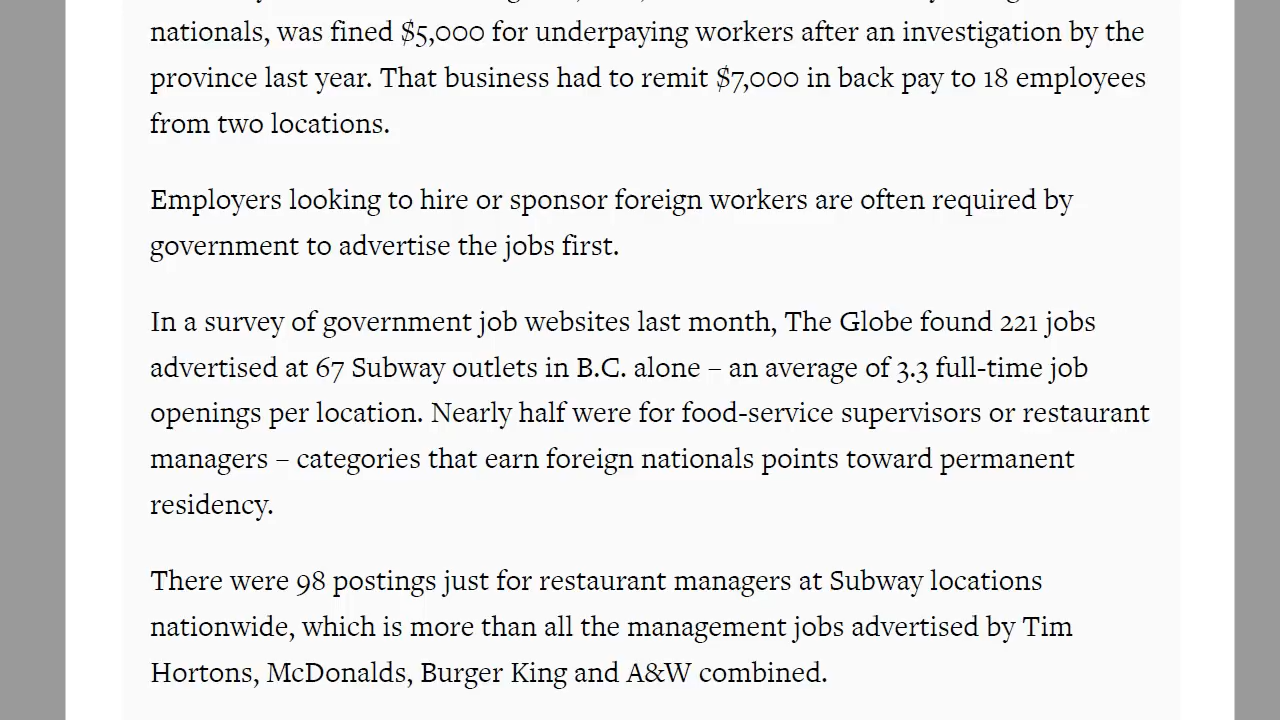 nationals, was fined $5,000 for underpaying workers after an investigation by the
province last year. That business had to remit $7,000 in back pay to 18 employees
from two locations.
Employers looking to hire or sponsor foreign workers are often required by
government to advertise the jobs first.
In a survey of government job websites last month, The Globe found 221 jobs
advertised at 67 Subway outlets in B.C. alone – an average of 3.3 full-time job
openings per location. Nearly half were for food-service supervisors or restaurant
managers – categories that earn foreign nationals points toward permanent
residency.
There were 98 postings just for restaurant managers at Subway locations
nationwide, which is more than all the management jobs advertised by Tim
Hortons, McDonalds, Burger King and A&W combined.